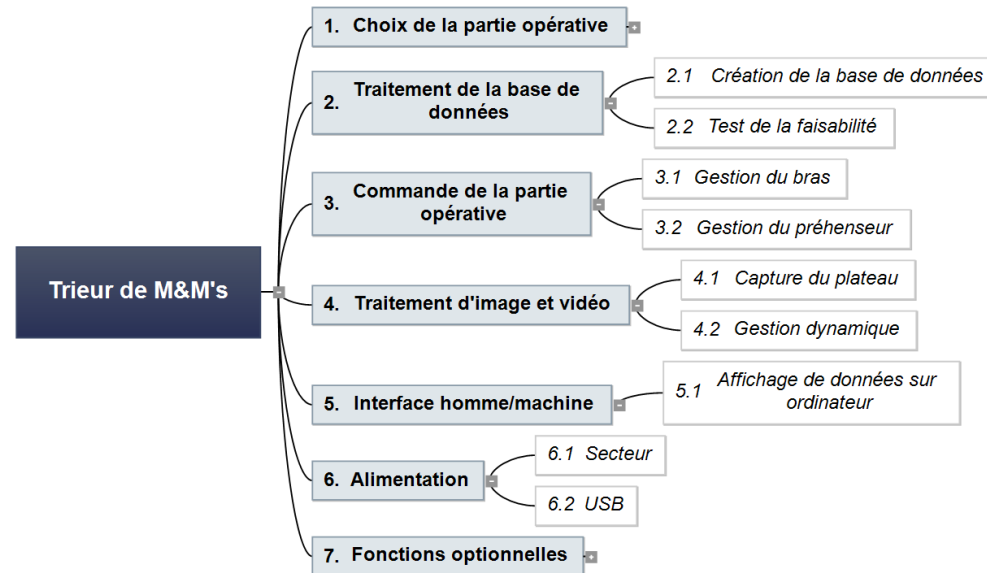 Trieur de M&M's
1. Choix de la partie opérative
2. Traitement de la base de
données
2.1 Création de la base de données
2.2 Test de la faisabilité
3. Commande de la partie
opérative
3.1 Gestion du bras
3.2 Gestion du préhenseur
4. Traitement d'image et vidéo
4.1 Capture du plateau
4.2 Gestion dynamique
5. Interface homme/machine
5.1 Affichage de données sur
ordinateur
6. Alimentation
6.1 Secteur
6.2 USB
7. Fonctions optionnelles